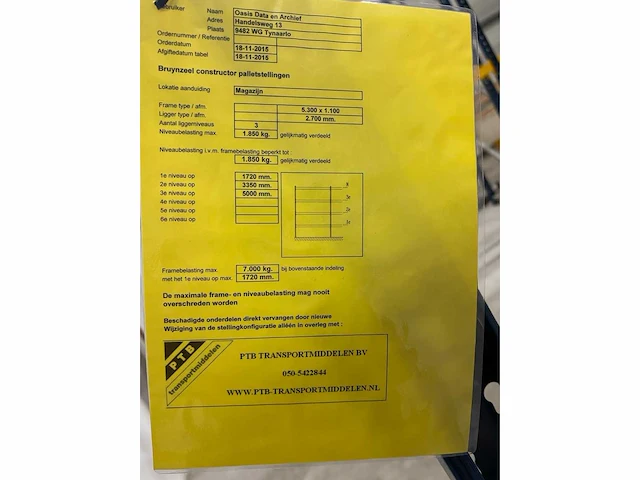 Gebruiker Naam Oasis Data en Archief
Adres Handelsweg 13
Plaats 9482 WG Tynaarlo
Ordernummer / Referentie
Orderdatum 18-11-2015
Afgiftedatum tabel 18-11-2015
Bruynzeel constructor palletstellingen
Lokatie aanduiding Magazijn
Frame type / afm. 5.300 x 1.100
Ligger type / afm. 2.700 mm.
Aantal liggerniveaus 3
Niveaubelasting max. 1.850 kg. gelijkmatig verdeeld
Niveaubelasting i.v.m. framebelasting beperkt tot
1.850 kg. gelijkmatig verdeeld
1e niveau op 1720 mm.
2e niveau op 3350 mm.
3e niveau op 5000 mm.
4e niveau op
5e niveau op
6e niveau op
Framebelasting max. 7.000 kg. bij bovenstaande indeling
met het 1e niveau op max. 1720 mm.
De maximale frame- en niveaubelasting mag nooit
overschreden worden
Beschadigde onderdelen direkt vervangen door nieuwe
Wijziging van de stellingkonfiguratie alléén in overleg met :
PTB
transportmiddelen
PTB TRANSPORTMIDDELEN BV
050-5422844
WWW.PTB-TRANSPORTMIDDELEN.NL